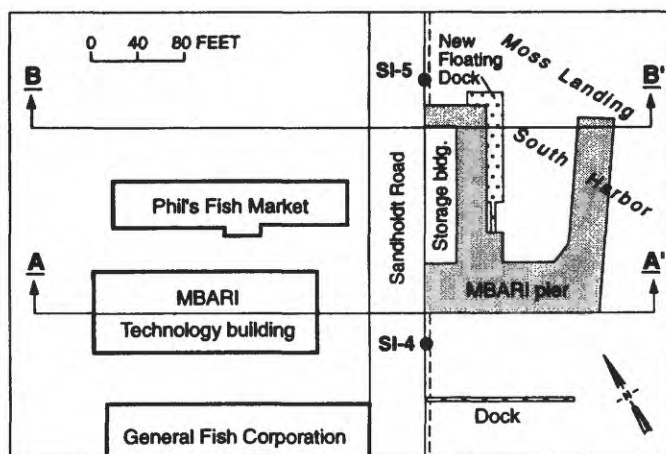 0 40 80 FEET
New
Floating
Dock
Moss Landing
SI-5
B
B'
South
Harbor
Sandholdt Road
Storage bldg.
Phil's Fish Market
A
A'
MBARI
Technology building
MBARI pier
SI-4
Dock
General Fish Corporation